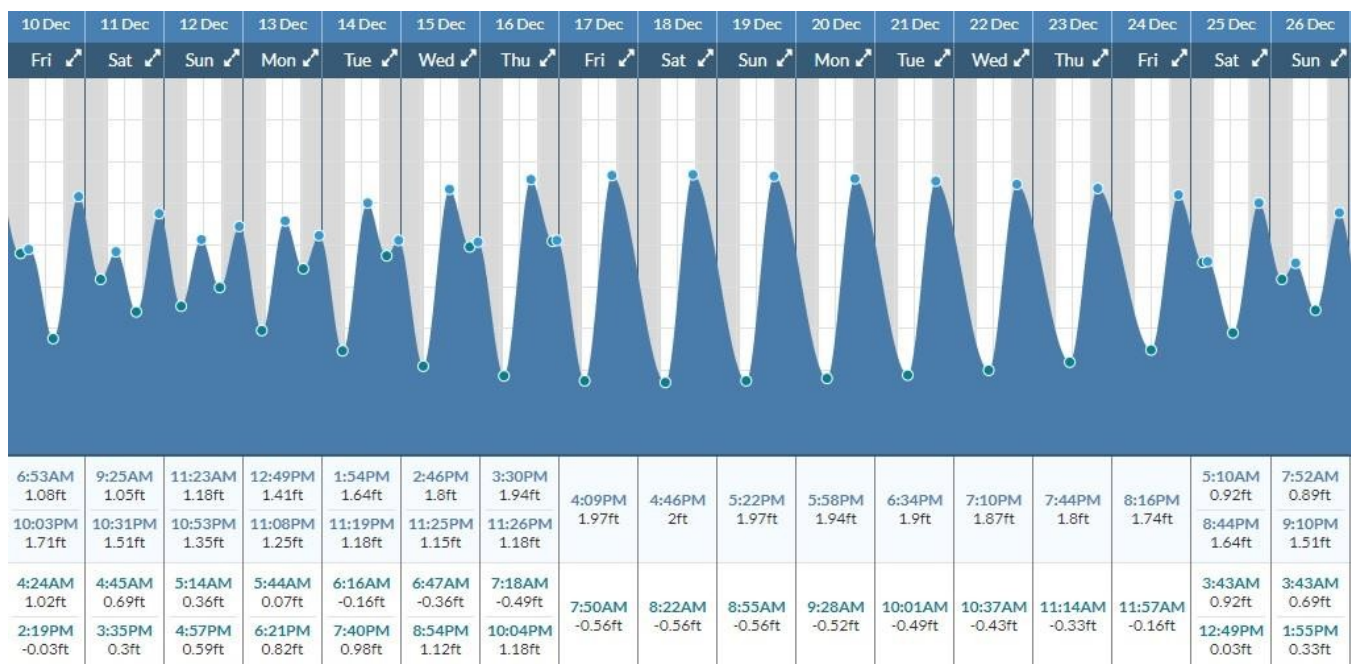 10 Dec 11 Dec 12 Dec 13 Dec 14 Dec 15 Dec 16 Dec 17 Dec 18 Dec 19 Dec 20 Dec 21 Dec 22 Dec 23 Dec 24 Dec 25 Dec 26 Dec
Fri Sat Sun Mon Tue Wed Thu Fri Sat Sun Mon Tue Wed Thu Fri Sat Sun
6:53AM 9:25AM 11:23AM 12:49PM 1:54PM 2:46PM 3:30PM 5:10AM 7:52AM
1.08ft 1.05ft 1.18ft 1.41ft 1.64ft 1.8ft 1.94ft 0.92ft 0.89ft
4:09PM 4:46PM 5:22PM 5:58PM 6:34PM 7:10PM 7:44PM 8:16PM
1.97ft 2ft 1.97ft 1.94ft 1.9ft 1.87ft 1.8ft 1.74ft
10:03PM 10:31PM 10:53PM 11:08PM 11:19PM 11:25PM 11:26PM 8:44PM 9:10PM
1.71ft 1.51ft 1.35ft 1.25ft 1.18ft 1.15ft 1.18ft 1.64ft 1.51ft
4:24AM 4:45AM 5:14AM 5:44AM 6:16AM 6:47AM 7:18AM 3:43AM 3:43AM
1.02ft 0.69ft 0.36ft 0.07ft -0.16ft -0.36ft -0.49ft 0.92ft 0.69ft
7:50AM 8:22AM 8:55AM 9:28AM 10:01AM 10:37AM 11:14AM 11:57AM
-0.56ft -0.56ft -0.56ft -0.52ft -0.49ft -0.43ft -0.33ft -0.16ft
2:19PM 3:35PM 4:57PM 6:21PM 7:40PM 8:54PM 10:04PM 12:49PM 1:55PM
-0.03ft 0.3ft 0.59ft 0.82ft 0.98ft 1.12ft 1.18ft 0.03ft 0.33ft